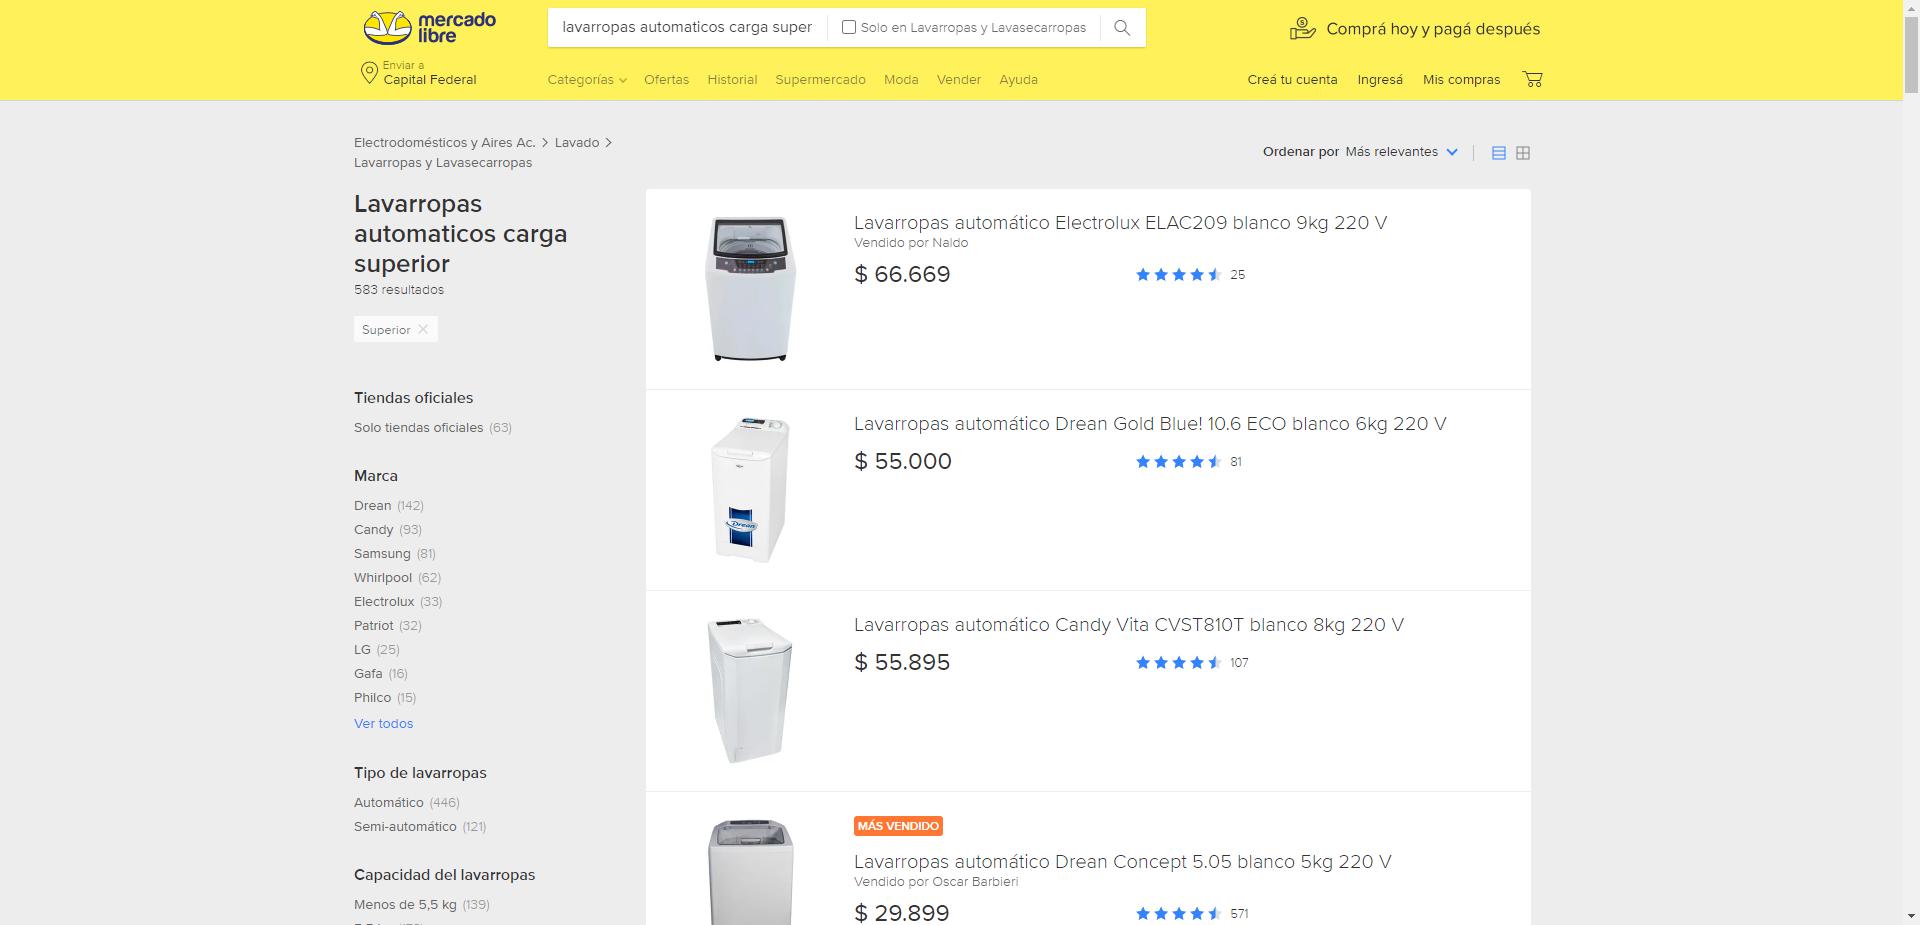 mercado
libre
lavarropas automaticos carga super
Solo en Lavarropas y Lavasecarropas
Comprá hoy y pagá después
Enviar a
Capital Federal
Categorías Ofertas Historial Supermercado Moda Vender Ayuda
Creá tu cuenta Ingresá Mis compras
Electrodomésticos y Aires Ac. > Lavado >
Lavarropas y Lavasecarropas
Ordenar por Más relevantes
Lavarropas
automaticos carga
superior
583 resultados
Superior
Tiendas oficiales
Solo tiendas oficiales (63)
Marca
Drean (142)
Candy (93)
Samsung (81)
Whirlpool (62)
Electrolux (33)
Patriot (32)
LG (25)
Gafa (16)
Philco (15)
Ver todos
Tipo de lavarropas
Automático (446)
Semi-automático (121)
Capacidad del lavarropas
Menos de 5,5 kg (139)
Lavarropas automático Electrolux ELAC209 blanco 9kg 220 V
Vendido por Naldo
$ 66.669
25
Lavarropas automático Drean Gold Blue! 10.6 ECO blanco 6kg 220 V
$ 55.000
81
Drean
Lavarropas automático Candy Vita CVST810T blanco 8kg 220 V
$ 55.895
107
MÁS VENDIDO
Lavarropas automático Drean Concept 5.05 blanco 5kg 220 V
Vendido por Oscar Barbieri
$ 29.899
571